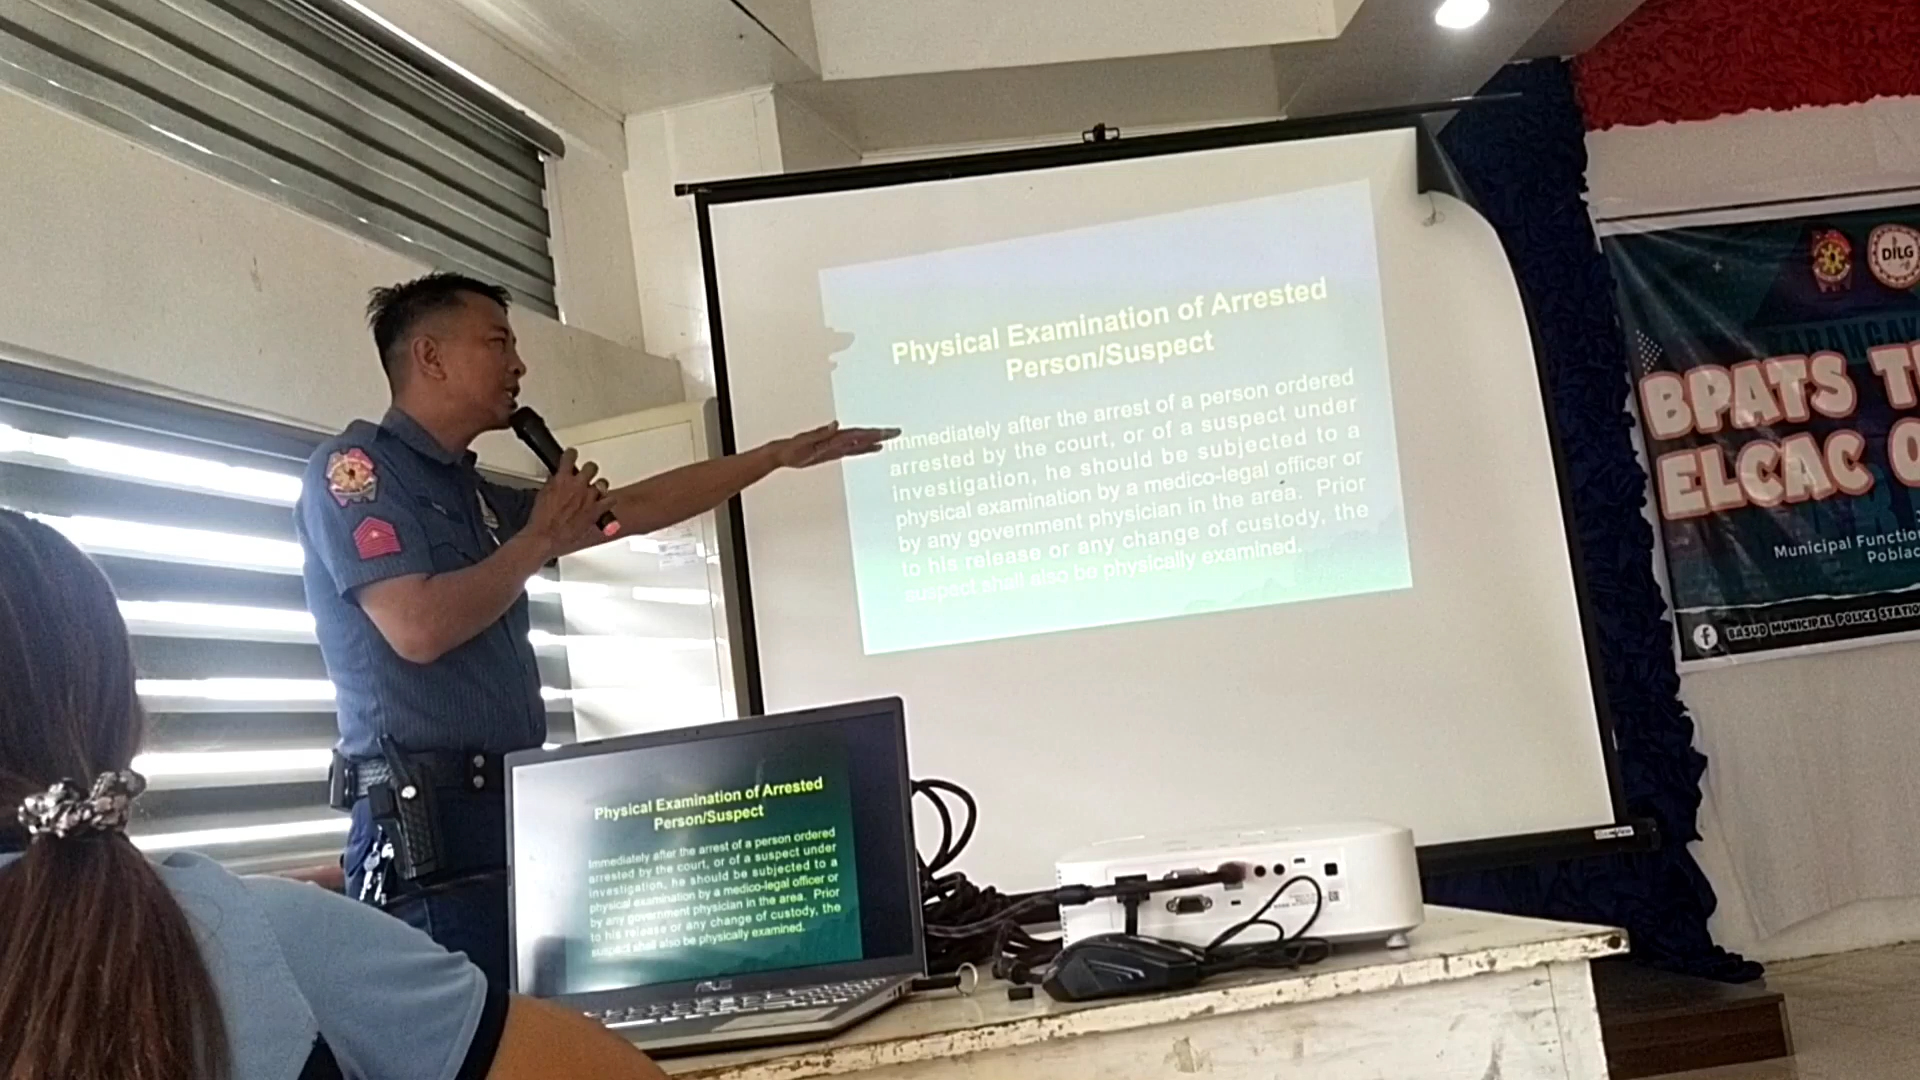 Physical Examination of Arrested
Person/Suspect
Immediately after the arrest of a person ordered
arrested by the court, or of a suspect under
investigation, he should be subjected to a
physical examination by a medico-legal officer or
by any government physician in the area. Prior
to his release or any change of custody, the
suspect shall also be physically examined.
Physical Examination of Arrested
Person/Suspect
Immediately after the arrest of a person ordered
arrested by the court, or of a suspect under
investigation, he should be subjected to a
physical examination by a medico-legal officer or
by any government physician in the area. Prior
to his release or any change of custody, the
suspect shall also be physically examined.
ASUS
DILG
BPATS
ELCAC
Municipal
BASUD MUNICIPAL POLICE